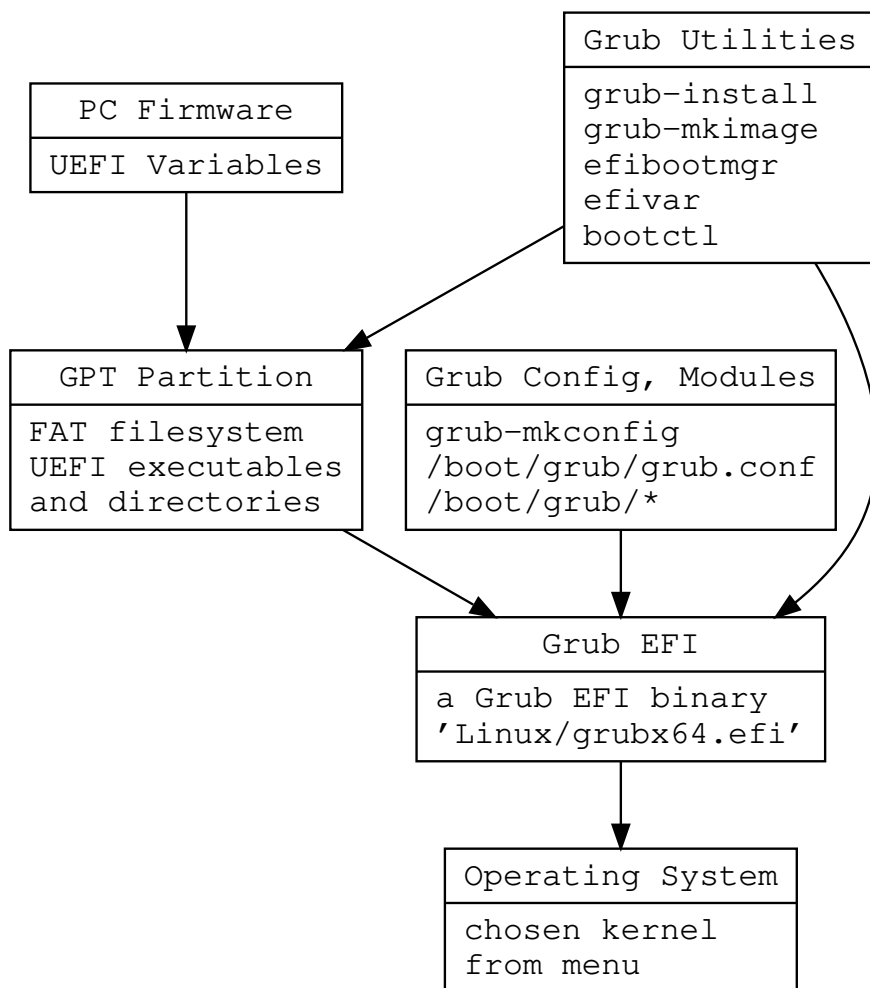 Grub Utilities
grub-install
grub-mkimage
efibootmgr
efivar
bootctl
PC Firmware
UEFI Variables
GPT Partition
FAT filesystem
UEFI executables
and directories
Grub Config, Modules
grub-mkconfig
/boot/grub/grub.conf
/boot/grub/*
Grub EFI
a Grub EFI binary
'Linux/grubx64.efi'
Operating System
chosen kernel
from menu